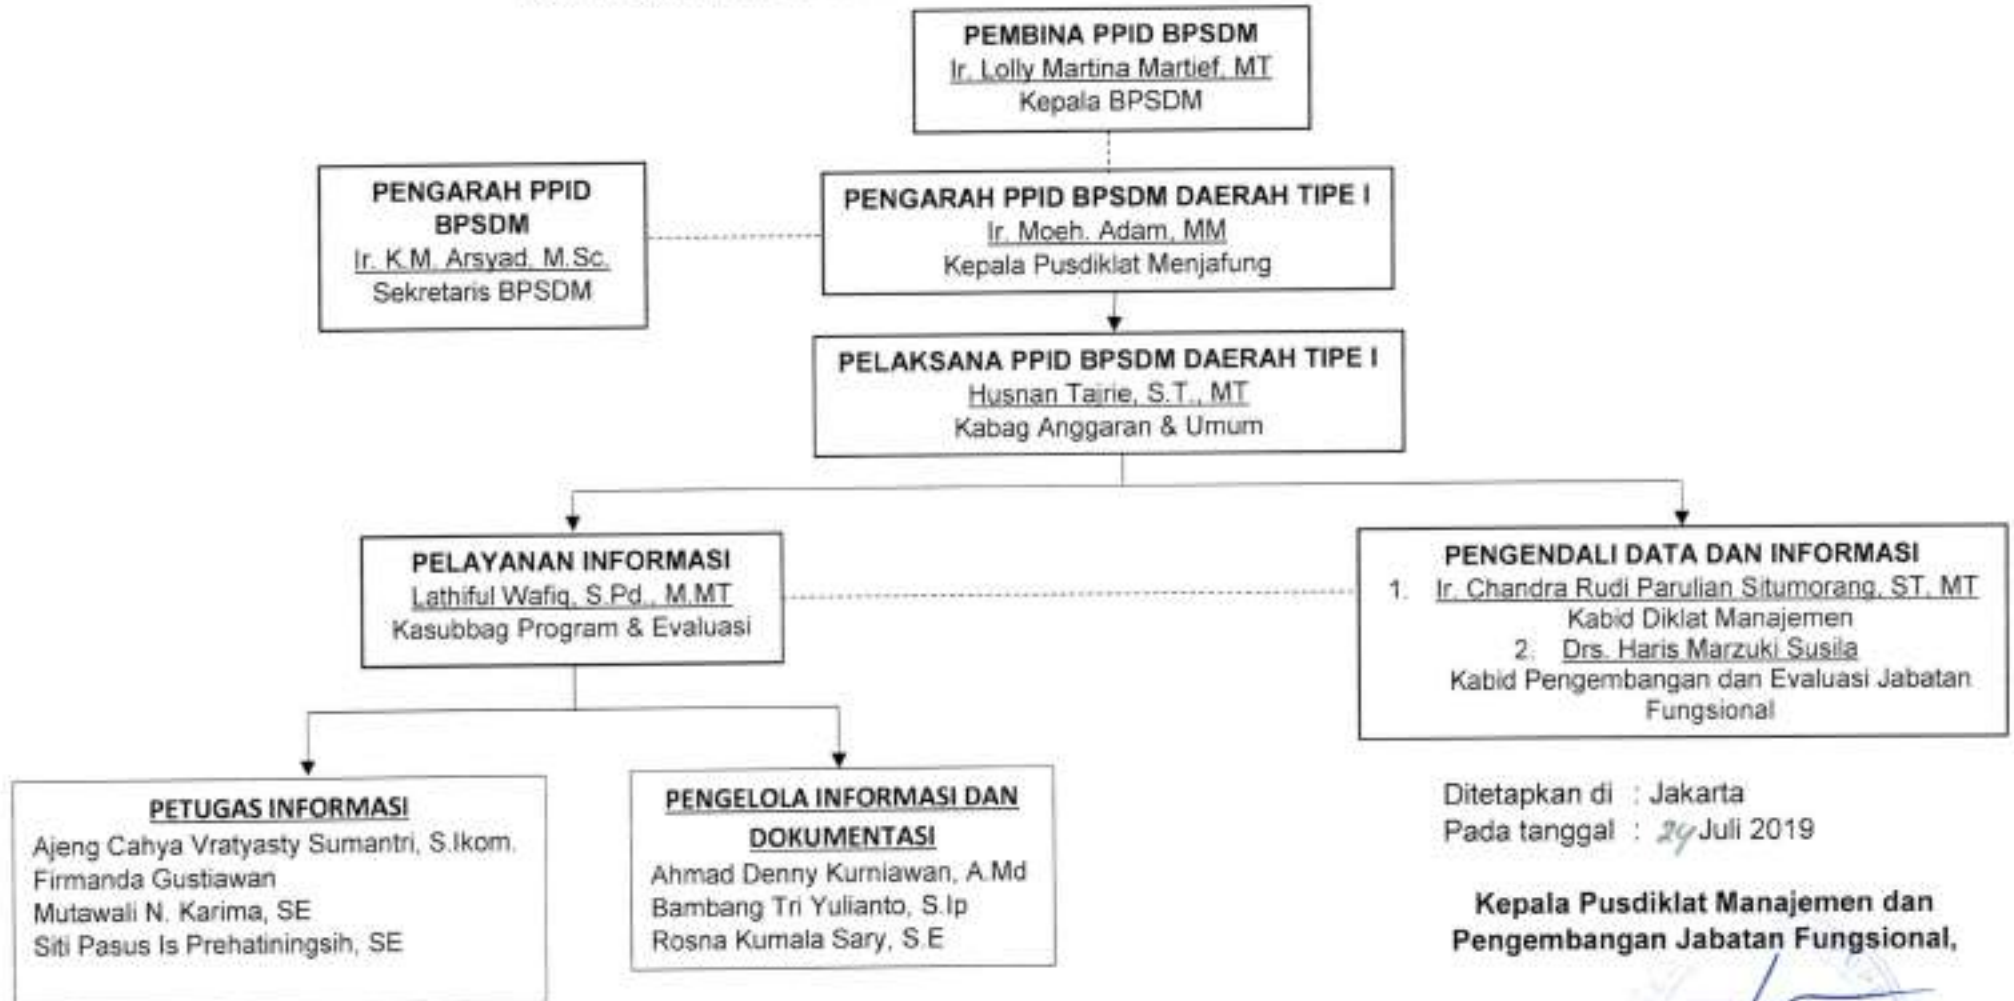 PEMBINA PPID BPSDM
Ir. Lolly Martina Martief, MT
Kepala BPSDM
PENGARAH PPID
BPSDM
Ir. K.M. Arsyad, M.Sc.
Sekretaris BPSDM
PENGARAH PPID BPSDM DAERAH TIPE I
Ir. Moeh. Adam, MM
Kepala Pusdiklat Menjafung
PELAKSANA PPID BPSDM DAERAH TIPE I
Husnan Tajrie, S.T., MT
Kabag Anggaran & Umum
PELAYANAN INFORMASI
Lathiful Wafiq, S.Pd., M.MT
Kasubbag Program & Evaluasi
PENGENDALI DATA DAN INFORMASI
1. Ir. Chandra Rudi Parulian Situmorang, ST, MT
Kabid Diklat Manajemen
2. Drs. Haris Marzuki Susila
Kabid Pengembangan dan Evaluasi Jabatan
Fungsional
PETUGAS INFORMASI
Ajeng Cahya Vratyasty Sumantri, S.Ikom.
Firmanda Gustiawan
Mutawali N. Karima, SE
Siti Pasus Is Prehatiningsih, SE
PENGELOLA INFORMASI DAN
DOKUMENTASI
Ahmad Denny Kurniawan, A.Md
Bambang Tri Yulianto, S.Ip
Rosna Kumala Sary, S.E
Ditetapkan di : Jakarta
Pada tanggal : 24 Juli 2019
Kepala Pusdiklat Manajemen dan
Pengembangan Jabatan Fungsional,